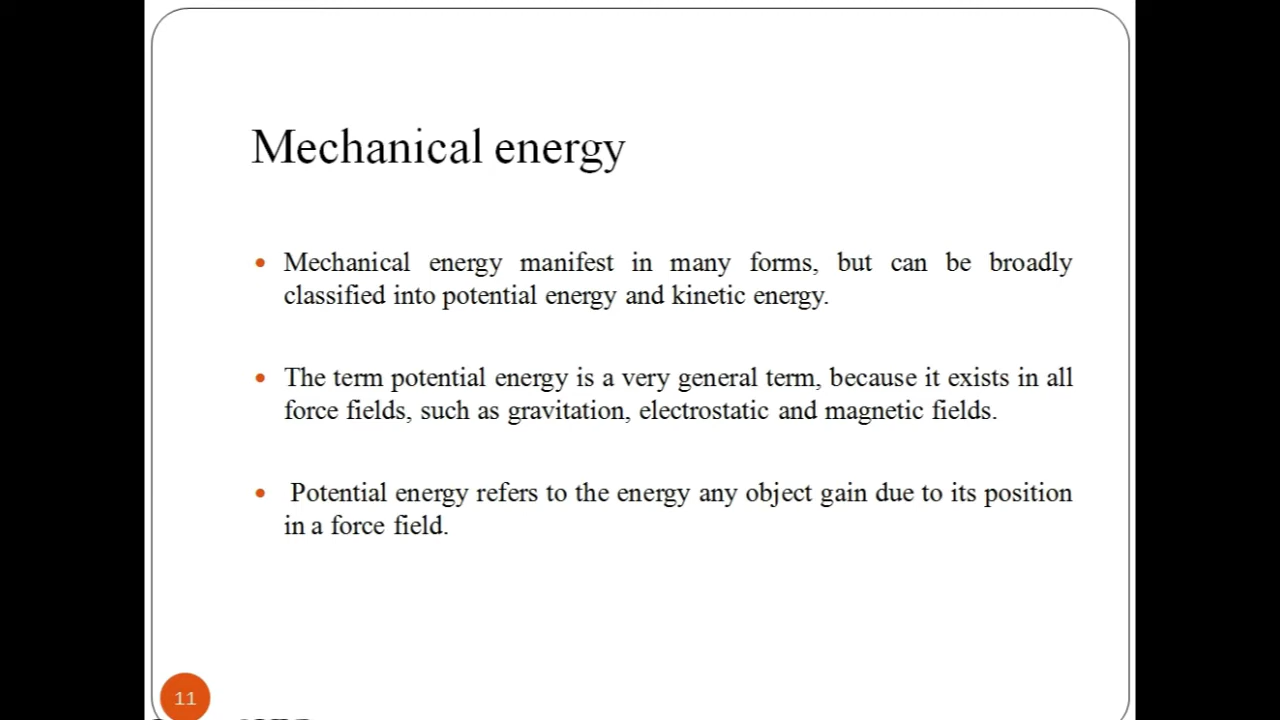 Mechanical energy
• Mechanical energy manifest in many forms, but can be broadly
classified into potential energy and kinetic energy.
• The term potential energy is a very general term, because it exists in all
force fields, such as gravitation, electrostatic and magnetic fields.
• Potential energy refers to the energy any object gain due to its position
in a force field.
11